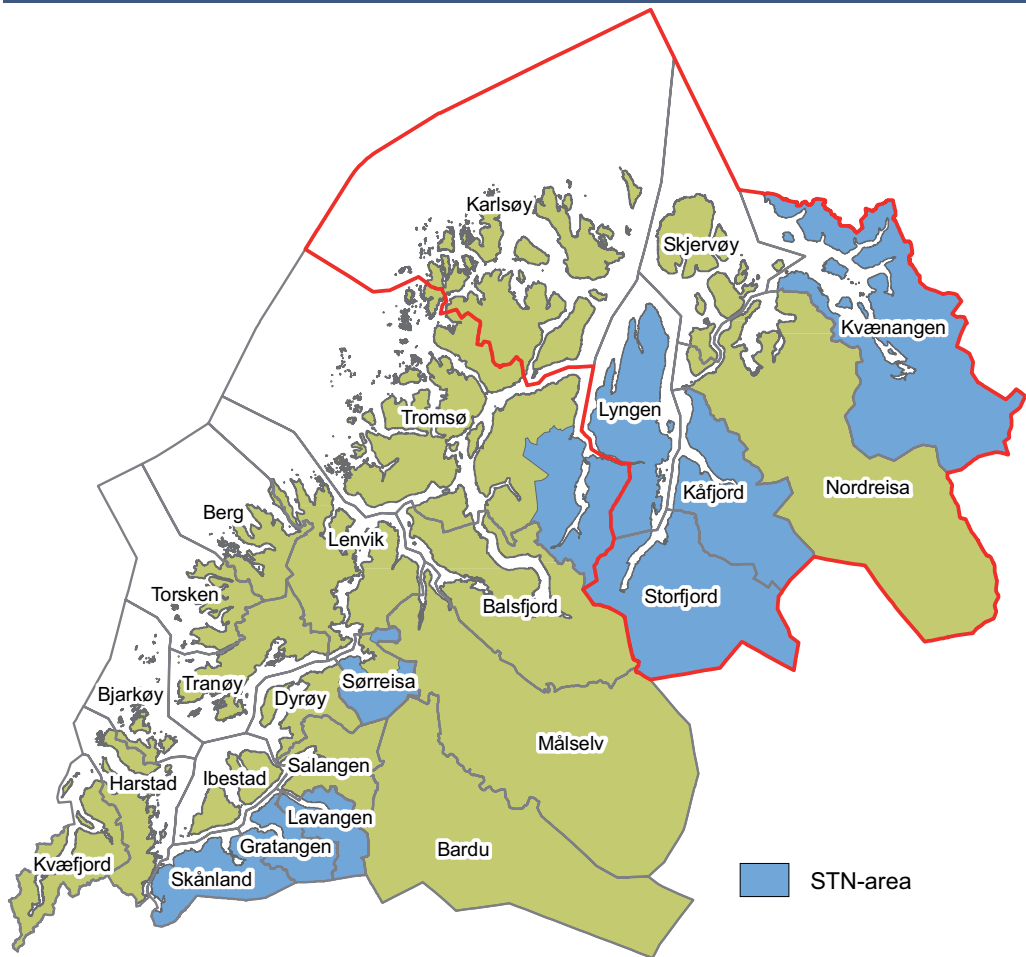 Karlsøy
Skjervøy
Kvænangen
Tromsø
Lyngen
Nordreisa
Kåfjord
Berg
Lenvik
Torsken
Balsfjord
Storfjord
Tranøy
Sørreisa
Bjarkøy
Dyrøy
Målselv
Harstad
Ibestad
Salangen
Lavangen
Gratangen
Bardu
Kvæfjord
Skånland
STN-area